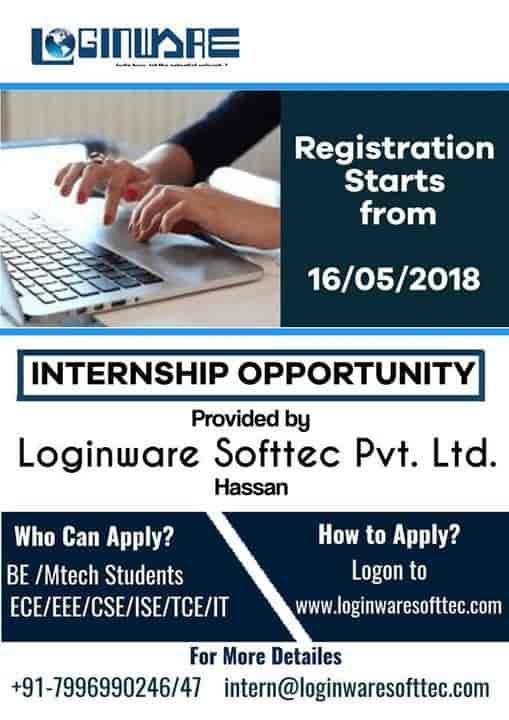 LOGINWARE
Registration
Starts
from
16/05/2018
INTERNSHIP OPPORTUNITY
Provided by
Loginware Softtec Pvt. Ltd.
Hassan
Who Can Apply?
BE /Mtech Students
ECE/EEE/CSE/ISE/TCE/IT
How to Apply?
Logon to
www.loginwaresofttec.com
For More Detailes
+91-7996990246/47 intern@loginwaresofttec.com